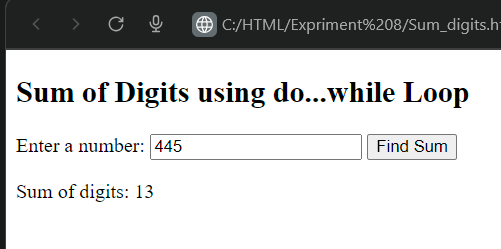 C:/HTML/Expriment%208/Sum_digits.h
Sum of Digits using do...while Loop
Enter a number: 445 Find Sum
Sum of digits: 13